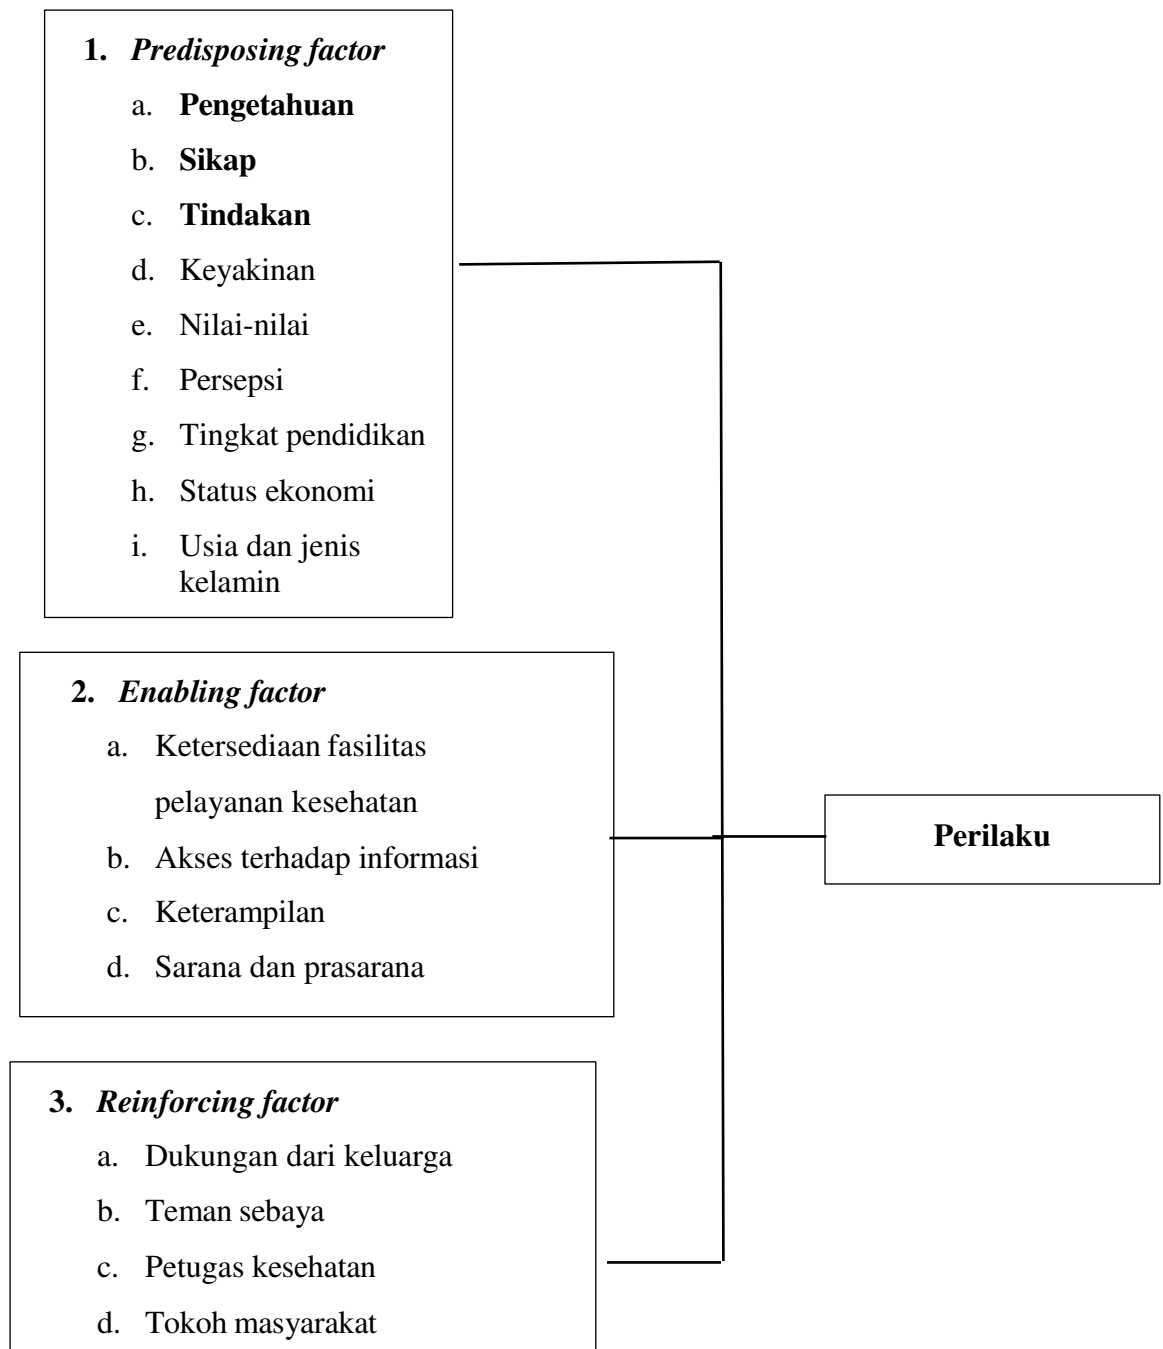 1. Predisposing factor
a. Pengetahuan
b. Sikap
c. Tindakan
d. Keyakinan
e. Nilai-nilai
f. Persepsi
g. Tingkat pendidikan
h. Status ekonomi
i. Usia dan jenis
kelamin
2. Enabling factor
a. Ketersediaan fasilitas
pelayanan kesehatan
b. Akses terhadap informasi
c. Keterampilan
d. Sarana dan prasarana
Perilaku
3. Reinforcing factor
a. Dukungan dari keluarga
b. Teman sebaya
c. Petugas kesehatan
d. Tokoh masyarakat